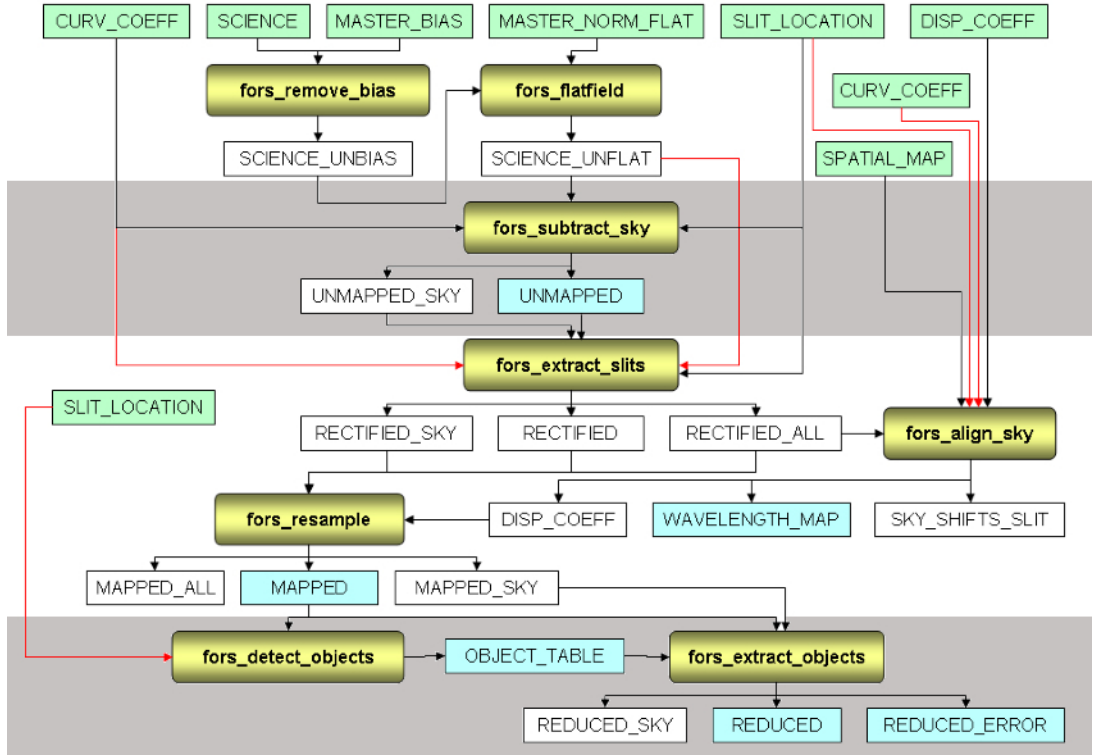 CURV_COEFF
SCIENCE
MASTER_BIAS
MASTER_NORM_FLAT
SLIT_LOCATION
DISP_COEFF
fors_remove_bias
fors_flatfield
CURV_COEFF
SCIENCE_UNBIAS
SCIENCE_UNFLAT
SPATIAL_MAP
fors_subtract_sky
UNMAPPED_SKY
UNMAPPED
fors_extract_slits
SLIT_LOCATION
RECTIFIED_SKY
RECTIFIED
RECTIFIED_ALL
fors_align_sky
fors_resample
DISP_COEFF
WAVELENGTH_MAP
SKY_SHIFTS_SLIT
MAPPED_ALL
MAPPED
MAPPED_SKY
fors_detect_objects
OBJECT_TABLE
fors_extract_objects
REDUCED_SKY
REDUCED
REDUCED_ERROR